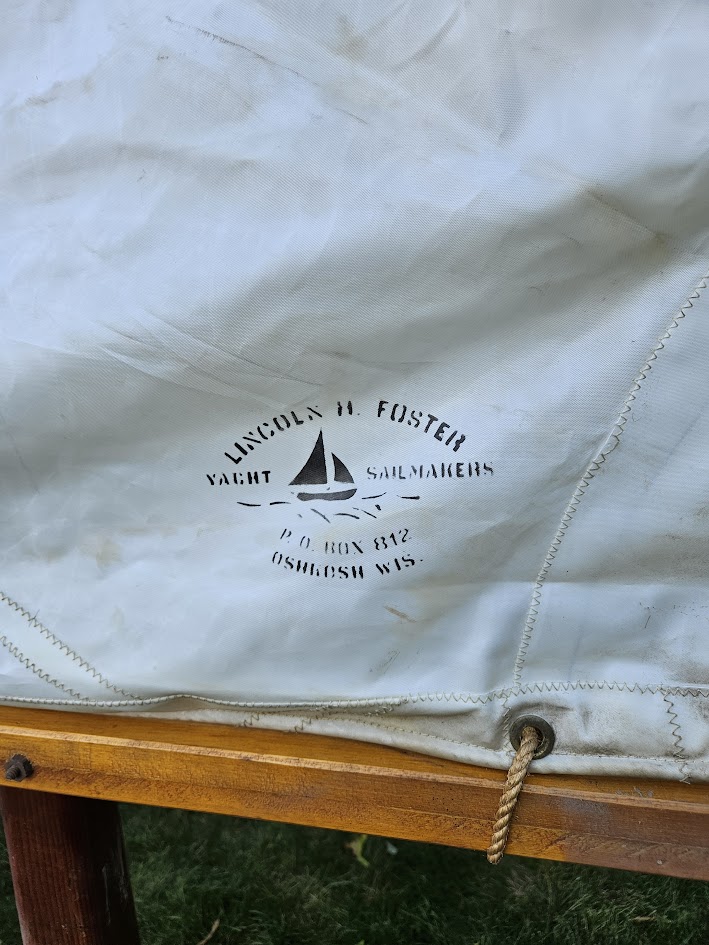 LINCOLN H. FOSTER
YACHT SAILMAKERS
P.O. BOX 812
OSHKOSH WIS.